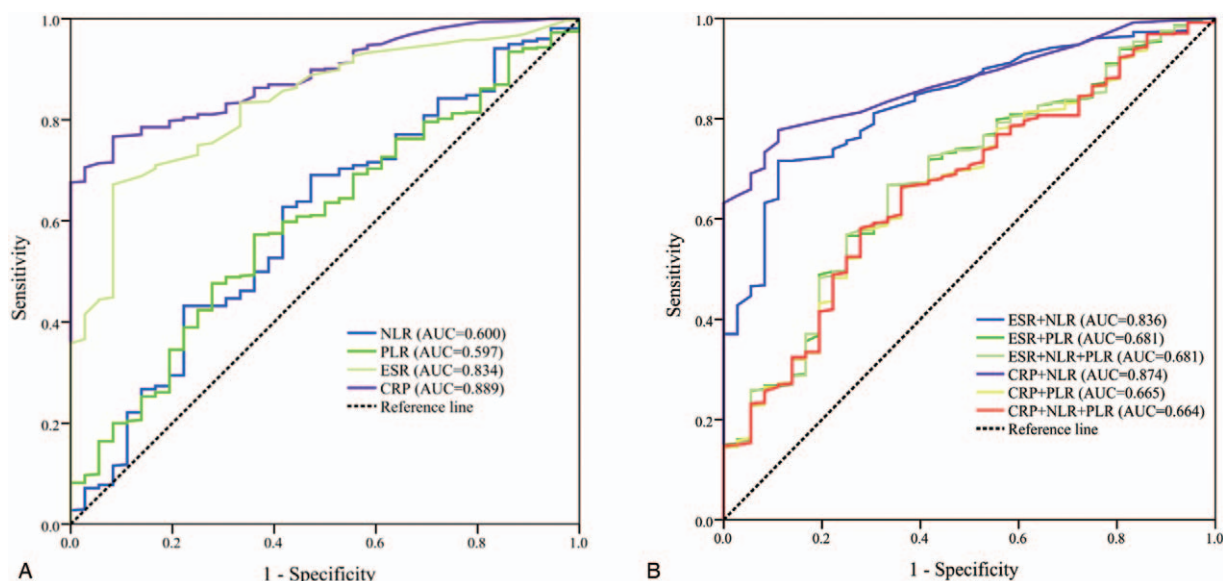 1.0
0.8
0.6
0.4
0.2
0.0
Sensitivity
NLR (AUC=0.600)
PLR (AUC=0.597)
ESR (AUC=0.834)
CRP (AUC=0.889)
Reference line
0.0 0.2 0.4 0.6 0.8 1.0
1 - Specificity
A
1.0
0.8
0.6
0.4
0.2
0.0
Sensitivity
ESR+NLR (AUC=0.836)
ESR+PLR (AUC=0.681)
ESR+NLR+PLR (AUC=0.681)
CRP+NLR (AUC=0.874)
CRP+PLR (AUC=0.665)
CRP+NLR+PLR (AUC=0.664)
Reference line
0.0 0.2 0.4 0.6 0.8 1.0
1 - Specificity
B